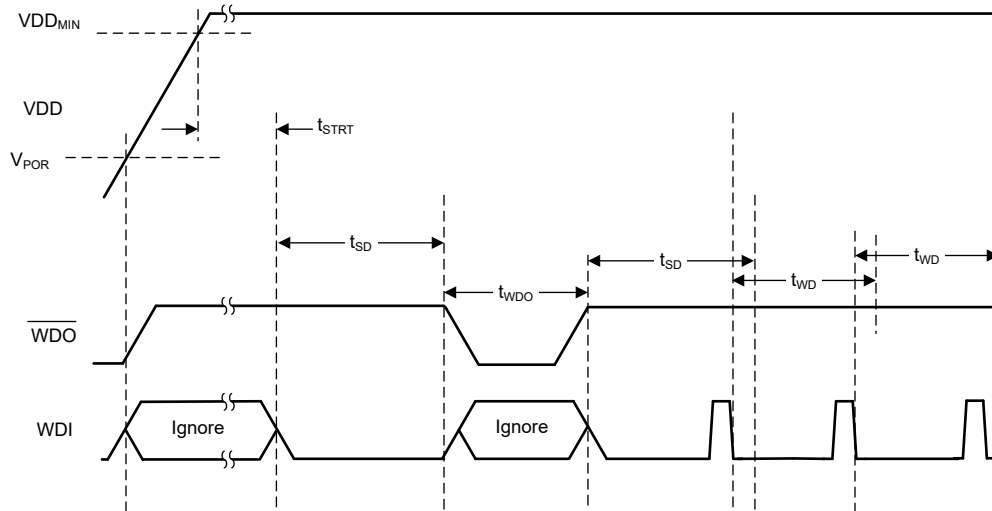 VDDMIN
VDD
tSTRT
VPOR
tSD
tSD
tWD
tWDO
tWD
WDO
WDI
Ignore
Ignore